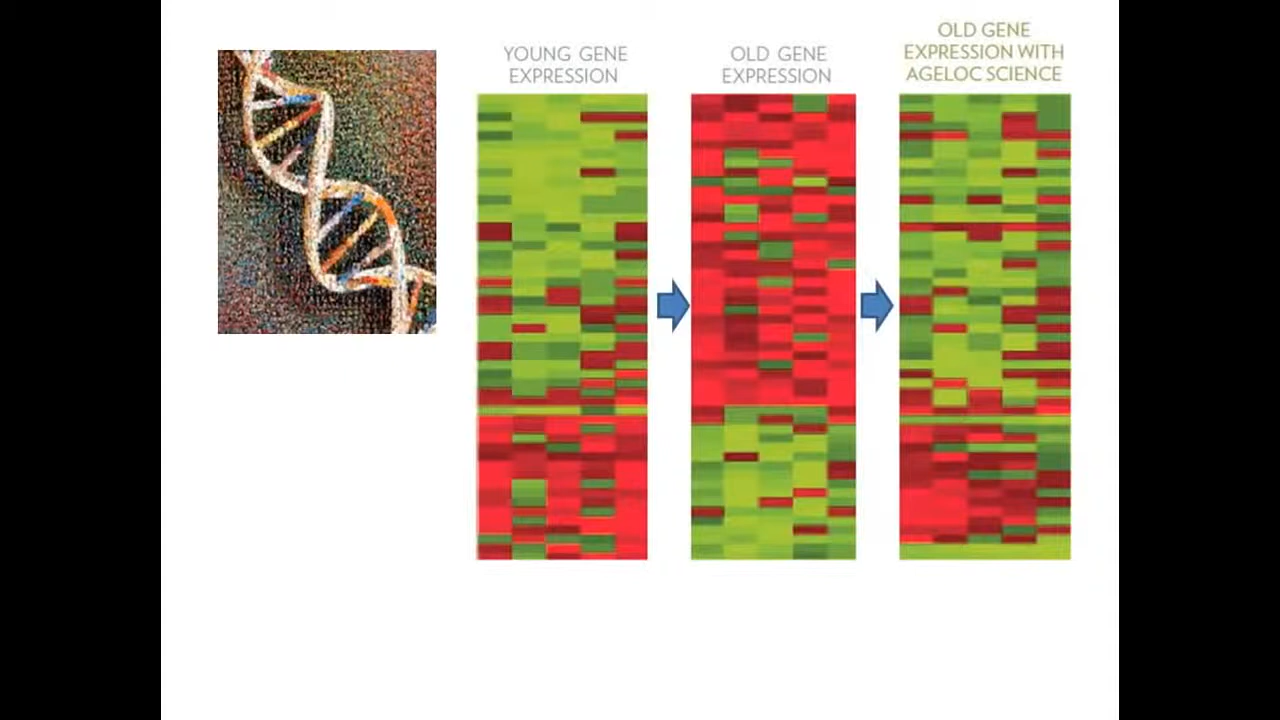 YOUNG GENE
EXPRESSION
OLD GENE
EXPRESSION
OLD GENE
EXPRESSION WITH
AGELOC SCIENCE